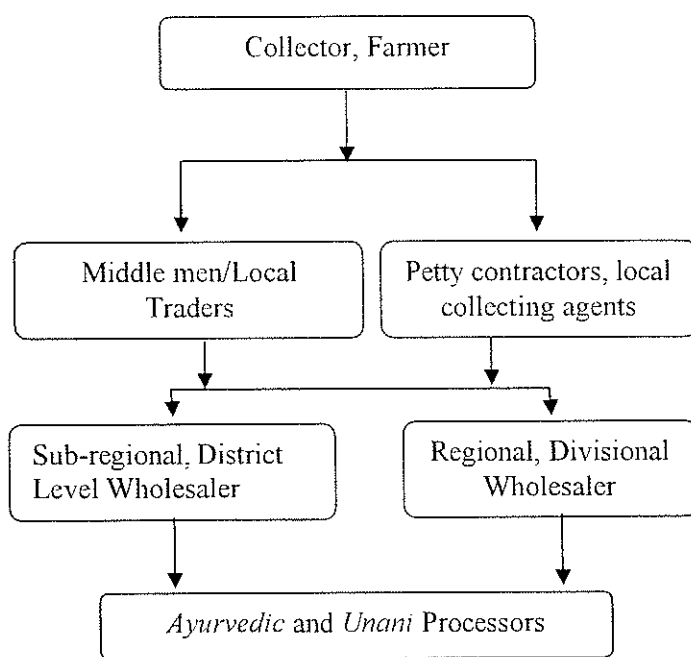 Collector, Farmer
Middle men/Local
Traders
Petty contractors, local
collecting agents
Sub-regional, District
Level Wholesaler
Regional, Divisional
Wholesaler
Ayurvedic and Unani Processors